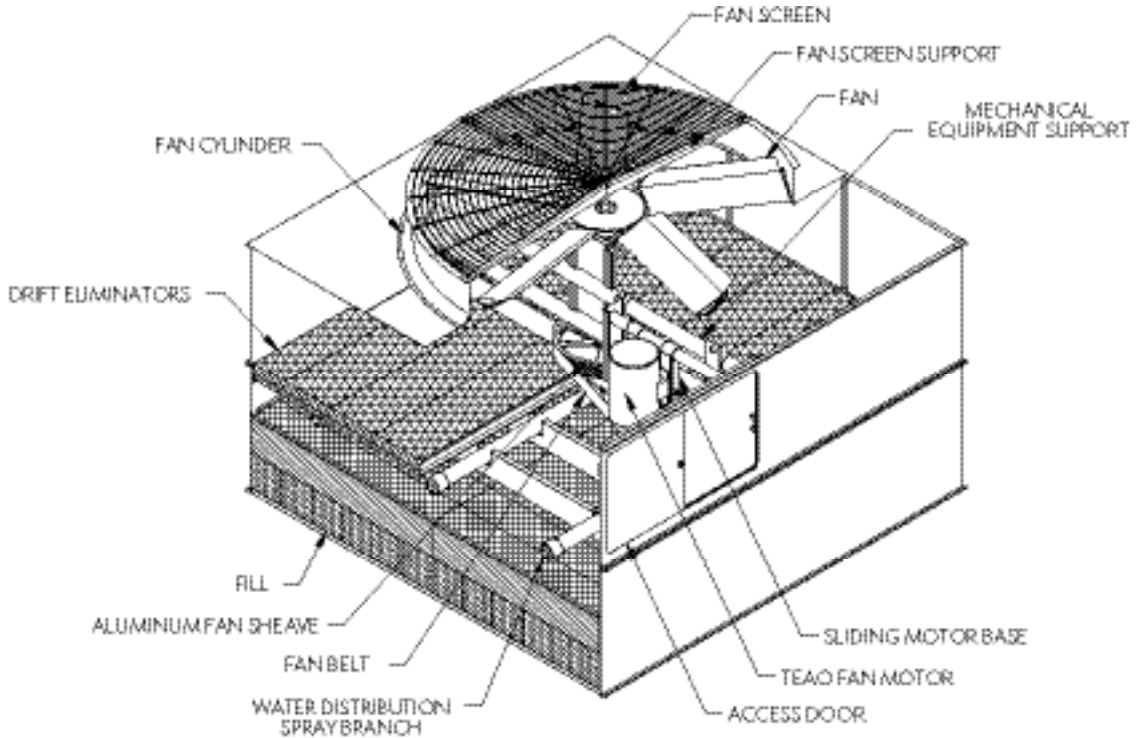 FAN SCREEN
FAN SCREEN SUPPORT
FAN
MECHANICAL
EQUIPMENT SUPPORT
FAN CYLINDER
DRIFT ELIMINATORS
FILL
ALUMINUM FAN SHEAVE
FAN BELT
WATER DISTRIBUTION
SPRAY BRANCH
SLIDING MOTOR BASE
TEAO FAN MOTOR
ACCESS DOOR